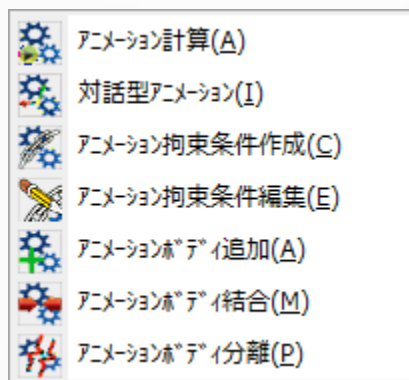 ｱﾆﾒｰｼｮﾝ計算(A)
対話型ｱﾆﾒｰｼｮﾝ(I)
ｱﾆﾒｰｼｮﾝ拘束条件作成(C)
ｱﾆﾒｰｼｮﾝ拘束条件編集(E)
ｱﾆﾒｰｼｮﾝﾎﾞﾃﾞｨ追加(A)
ｱﾆﾒｰｼｮﾝﾎﾞﾃﾞｨ結合(M)
ｱﾆﾒｰｼｮﾝﾎﾞﾃﾞｨ分離(P)